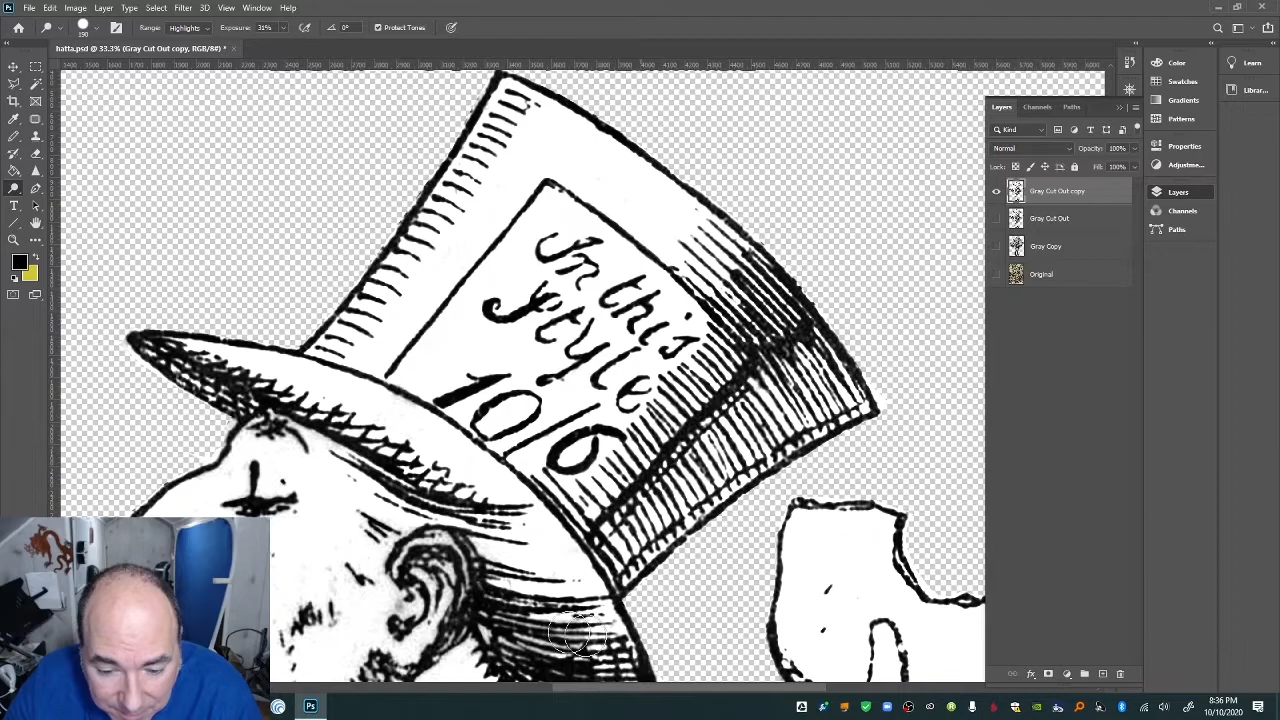 File Edit Image Layer Type Select Filter 3D View Window Help
190 Range: Highlights Exposure: 31% 0° Protect Tones
hatta.psd @ 33.3% (Gray Cut Out copy, RGB/8#) *
In this
Style
10/6
Layers Channels Paths
Kind
Normal Opacity: 100%
Lock: Fill: 100%
Gray Cut Out copy
Gray Cut Out
Gray Copy
Original
Color
Swatches
Gradients
Patterns
Properties
Adjustme...
Layers
Channels
Paths
Learn
Librar...
8:36 PM
10/10/2020